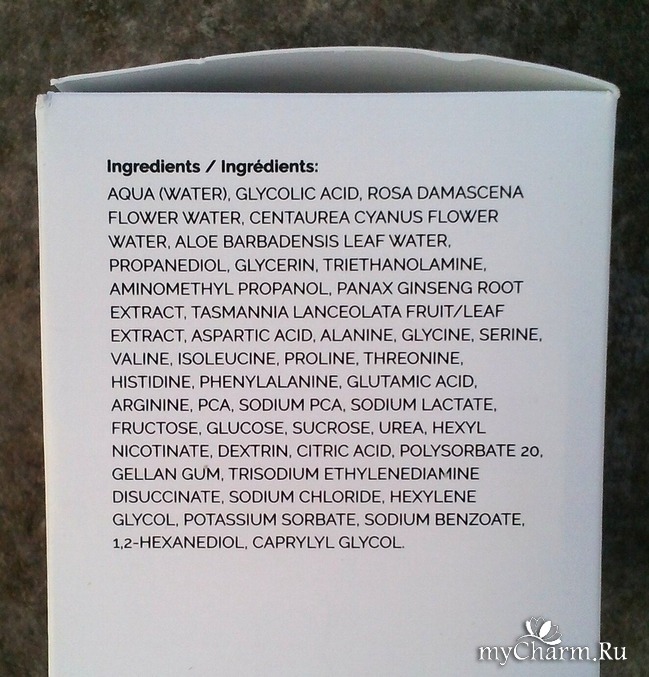 Ingredients / Ingrédients:
AQUA (WATER), GLYCOLIC ACID, ROSA DAMASCENA
FLOWER WATER, CENTAUREA CYANUS FLOWER
WATER, ALOE BARBADENSIS LEAF WATER,
PROPANEDIOL, GLYCERIN, TRIETHANOLAMINE,
AMINOMETHYL PROPANOL, PANAX GINSENG ROOT
EXTRACT, TASMANNIA LANCEOLATA FRUIT/LEAF
EXTRACT, ASPARTIC ACID, ALANINE, GLYCINE, SERINE,
VALINE, ISOLEUCINE, PROLINE, THREONINE,
HISTIDINE, PHENYLALANINE, GLUTAMIC ACID,
ARGININE, PCA, SODIUM PCA, SODIUM LACTATE,
FRUCTOSE, GLUCOSE, SUCROSE, UREA, HEXYL
NICOTINATE, DEXTRIN, CITRIC ACID, POLYSORBATE 20,
GELLAN GUM, TRISODIUM ETHYLENEDIAMINE
DISUCCINATE, SODIUM CHLORIDE, HEXYLENE
GLYCOL, POTASSIUM SORBATE, SODIUM BENZOATE,
1,2-HEXANEDIOL, CAPRYLYL GLYCOL.
myCharm.Ru